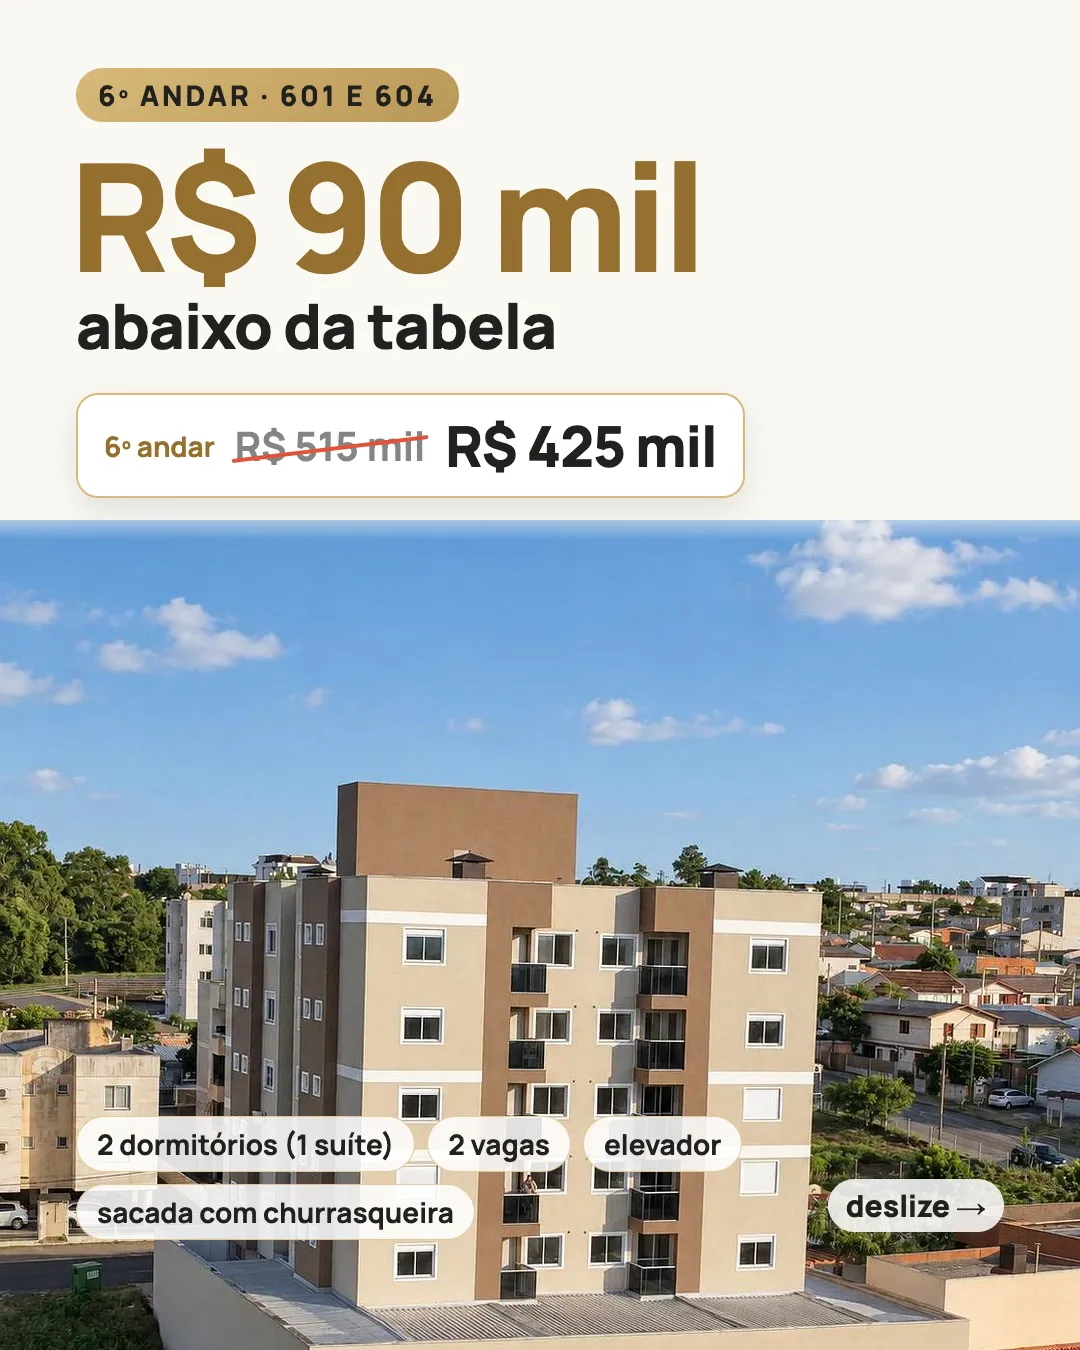 6º ANDAR · 601 E 604
R$ 90 mil
abaixo da tabela
6º andar R$ 515 mil R$ 425 mil
2 dormitórios (1 suíte) 2 vagas elevador
sacada com churrasqueira
deslize →